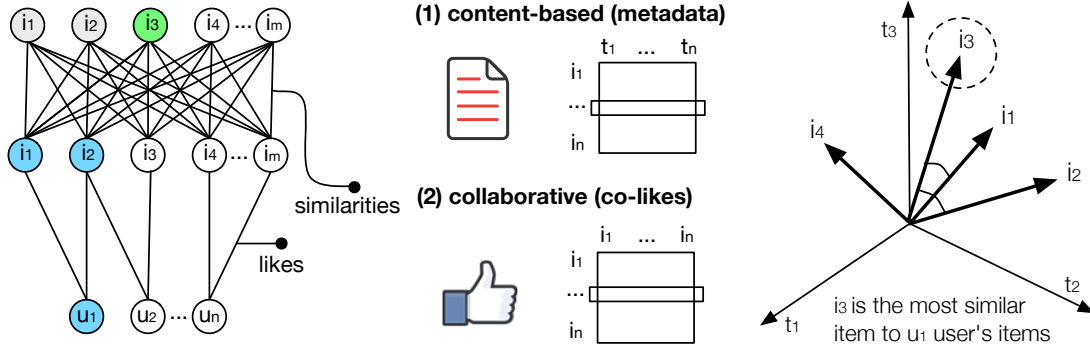 i1 i2 i3 i4 ... im
i1 i2 i3 i4 ... im
similarities
likes
u1 u2 ... un
(1) content-based (metadata)
t1 ... tn
i1
...
in
(2) collaborative (co-likes)
i1 ... in
i1
...
in
t3
i3
i1
i4
i2
t2
t1
i3 is the most similar
item to u1 user's items